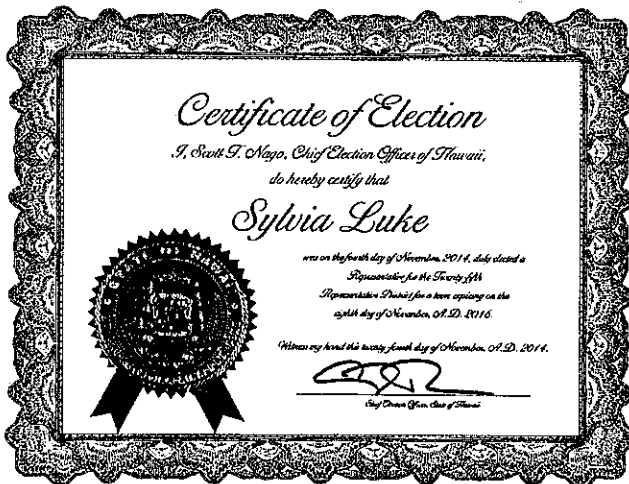 Certificate of Election
I, Scott T. Nago, Chief Election Officer of Hawaii,
do hereby certify that
Sylvia Luke
was on the fourth day of November, 2014, duly elected a
Representative for the Twenty-fifth
Representative District for a term expiring on the
eighth day of November, A.D. 2016.
Witness my hand this twenty-fourth day of November, A.D. 2014.
Chief Election Officer, State of Hawaii
STATE OF HAWAII